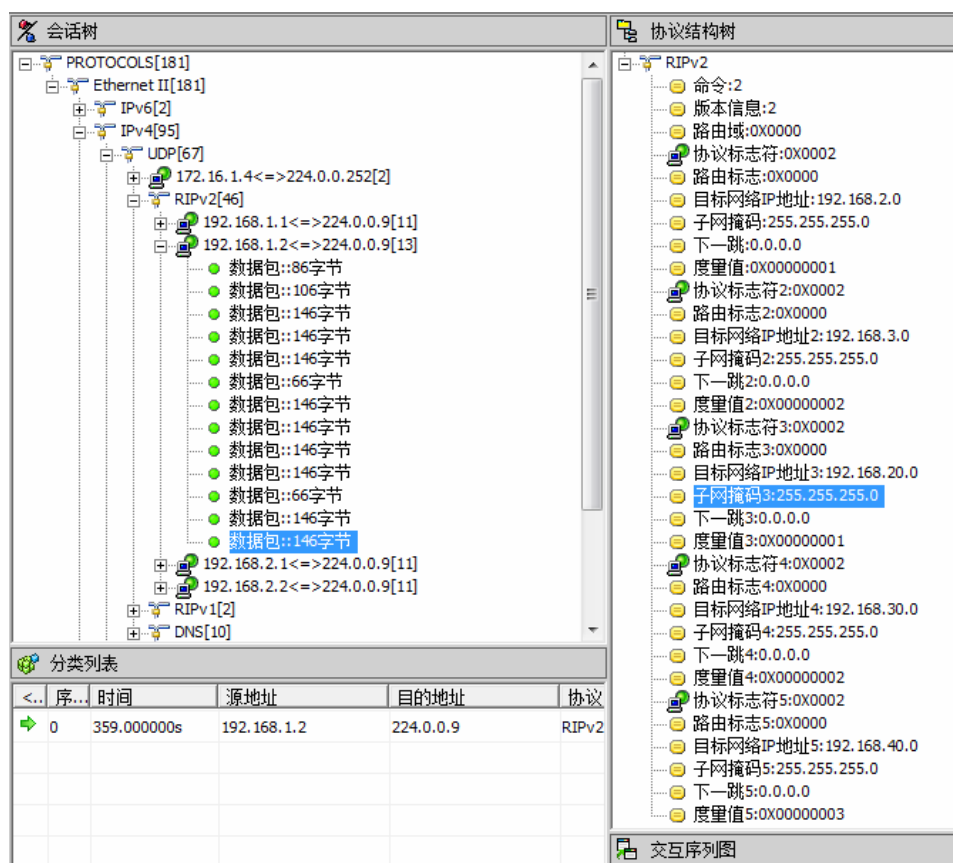 会话树
PROTOCOLS[181]
Ethernet II[181]
IPv6[2]
IPv4[95]
UDP[67]
172.16.1.4<=>224.0.0.252[2]
RIPv2[46]
192.168.1.1<=>224.0.0.9[11]
192.168.1.2<=>224.0.0.9[13]
数据包::86字节
数据包::106字节
数据包::146字节
数据包::146字节
数据包::146字节
数据包::66字节
数据包::146字节
数据包::146字节
数据包::146字节
数据包::146字节
数据包::66字节
数据包::146字节
数据包::146字节
192.168.2.1<=>224.0.0.9[11]
192.168.2.2<=>224.0.0.9[11]
RIPv1[2]
DNS[10]
分类列表
<.. 序... 时间 源地址 目的地址 协议
0 359.000000s 192.168.1.2 224.0.0.9 RIPv2
协议结构树
RIPv2
命令:2
版本信息:2
路由域:0X0000
协议标志符:0X0002
路由标志:0X0000
目标网络IP地址:192.168.2.0
子网掩码:255.255.255.0
下一跳:0.0.0.0
度量值:0X00000001
协议标志符2:0X0002
路由标志2:0X0000
目标网络IP地址2:192.168.3.0
子网掩码2:255.255.255.0
下一跳2:0.0.0.0
度量值2:0X00000002
协议标志符3:0X0002
路由标志3:0X0000
目标网络IP地址3:192.168.20.0
子网掩码3:255.255.255.0
下一跳3:0.0.0.0
度量值3:0X00000001
协议标志符4:0X0002
路由标志4:0X0000
目标网络IP地址4:192.168.30.0
子网掩码4:255.255.255.0
下一跳4:0.0.0.0
度量值4:0X00000002
协议标志符5:0X0002
路由标志5:0X0000
目标网络IP地址5:192.168.40.0
子网掩码5:255.255.255.0
下一跳5:0.0.0.0
度量值5:0X00000003
交互序列图